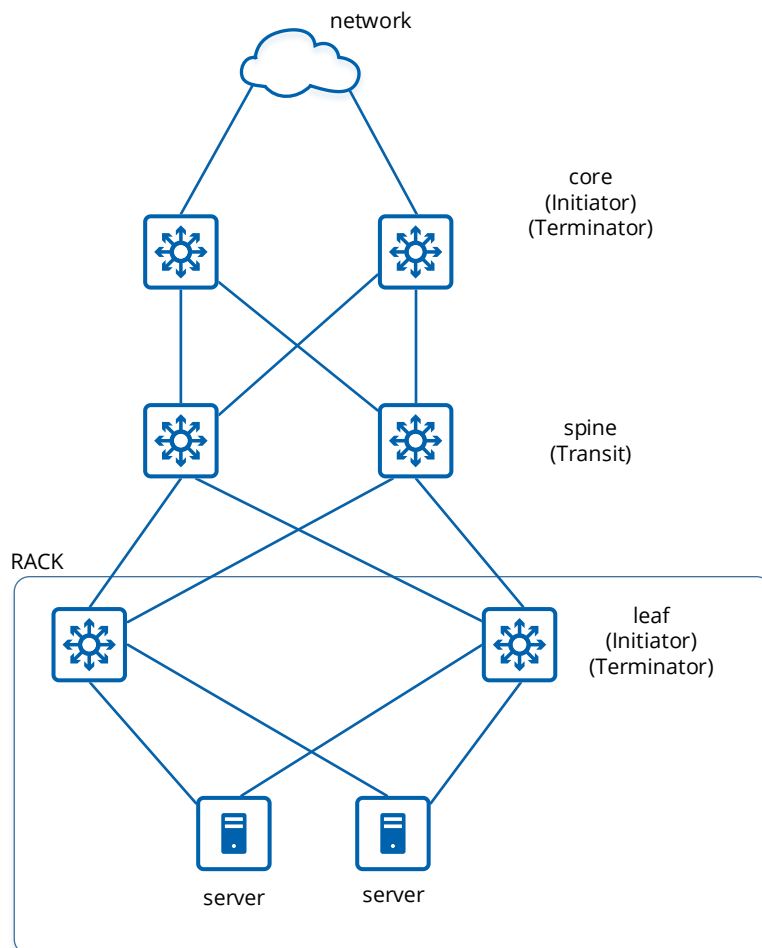 network
core
(Initiator)
(Terminator)
spine
(Transit)
RACK
leaf
(Initiator)
(Terminator)
server
server